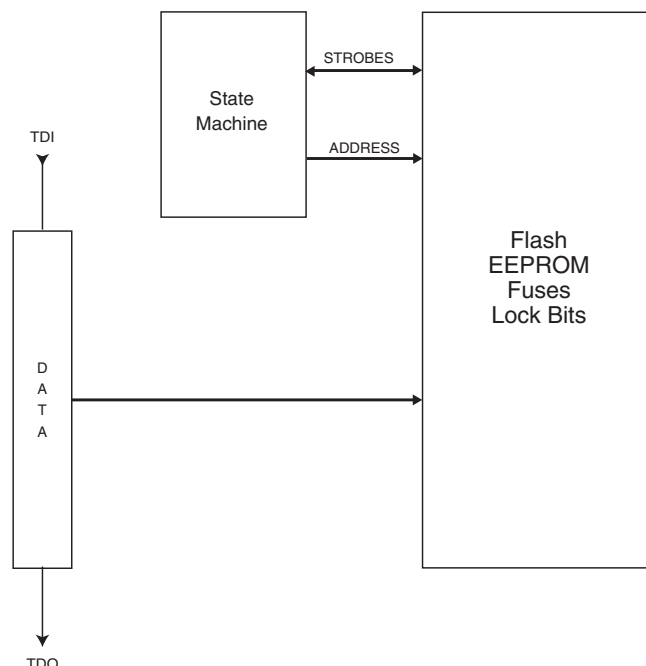 STROBES
State
Machine
ADDRESS
TDI
Flash
EEPROM
Fuses
Lock Bits
D
A
T
A
TDO